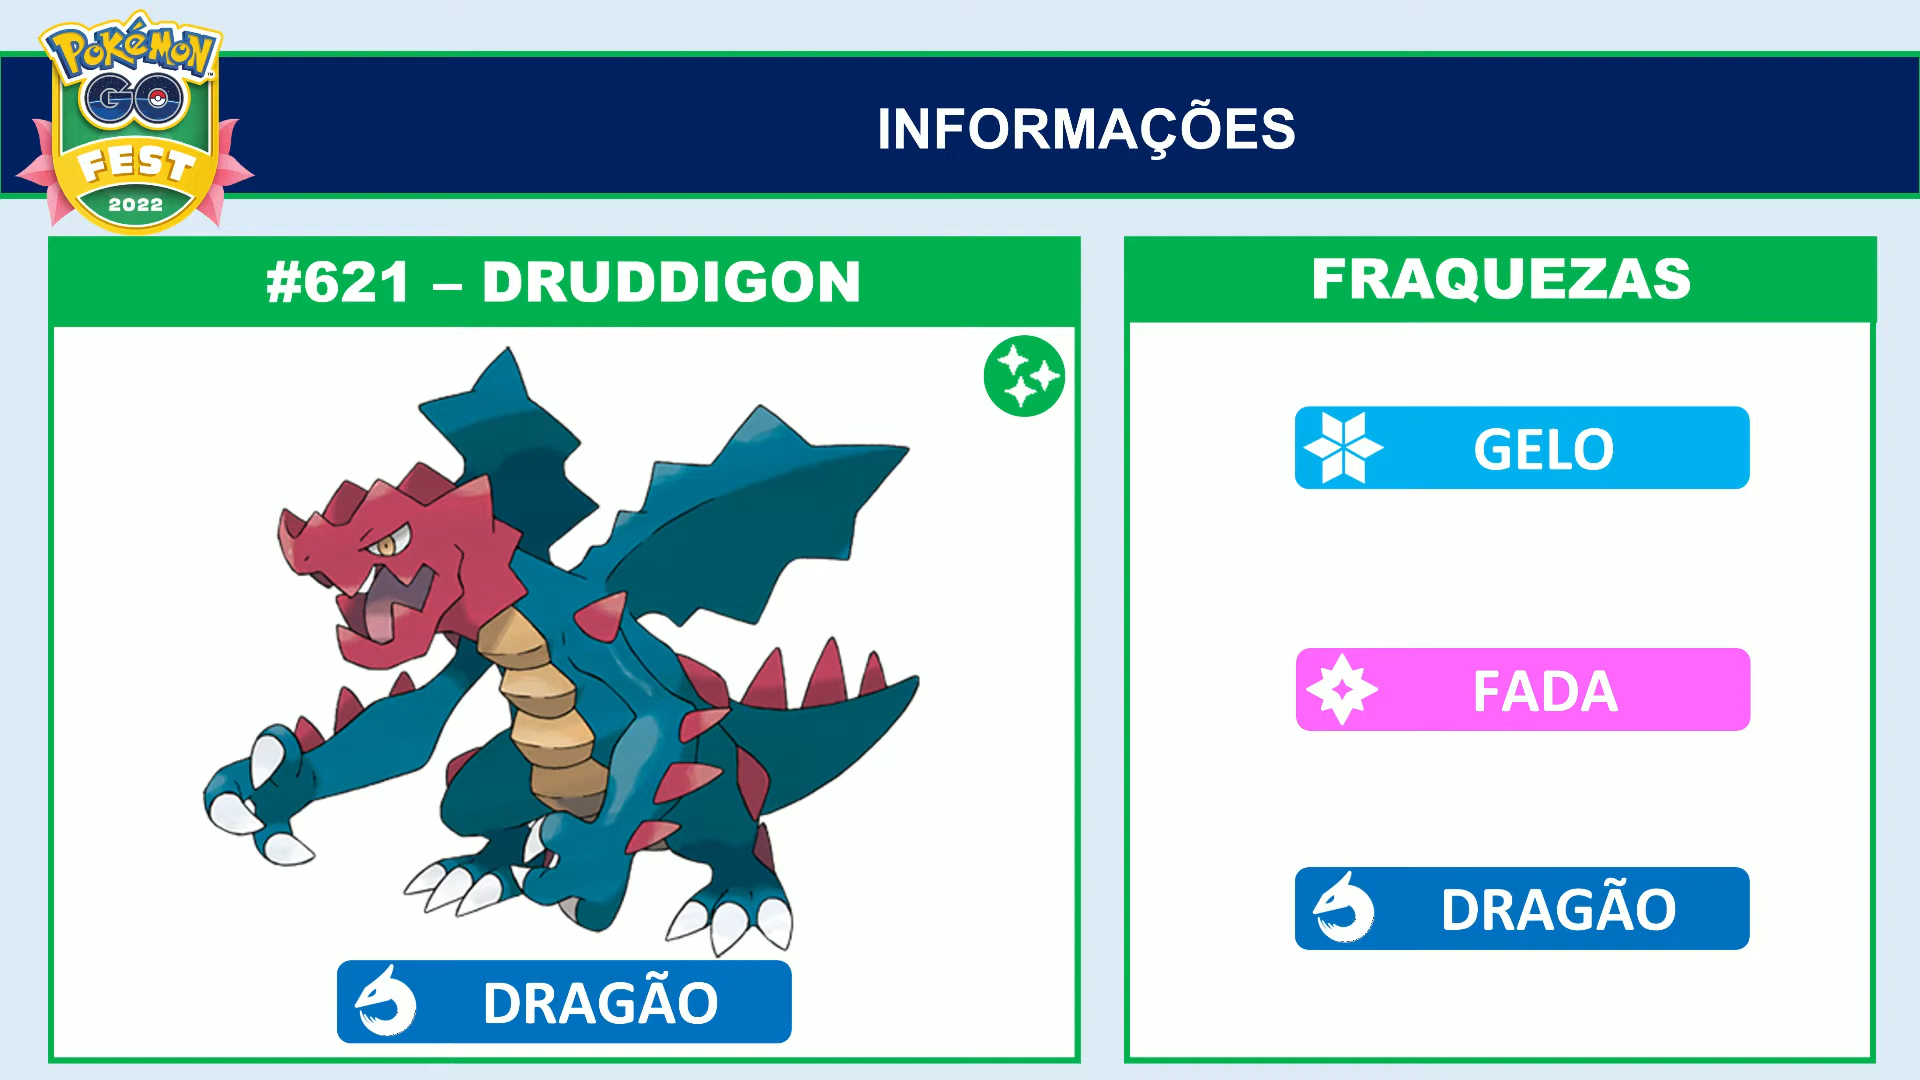 POKéMON
GO
FEST
2022
INFORMAÇÕES
#621 – DRUDDIGON
DRAGÃO
FRAQUEZAS
GELO
FADA
DRAGÃO